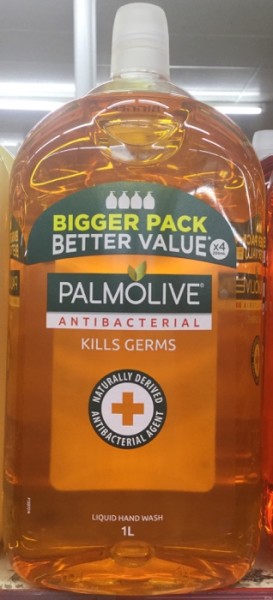 BIGGER PACK
BETTER VALUE*
x4
PALMOLIVE®
ANTIBACTERIAL
KILLS GERMS
NATURALLY DERIVED
ANTIBACTERIAL AGENT
LIQUID HAND WASH
1L